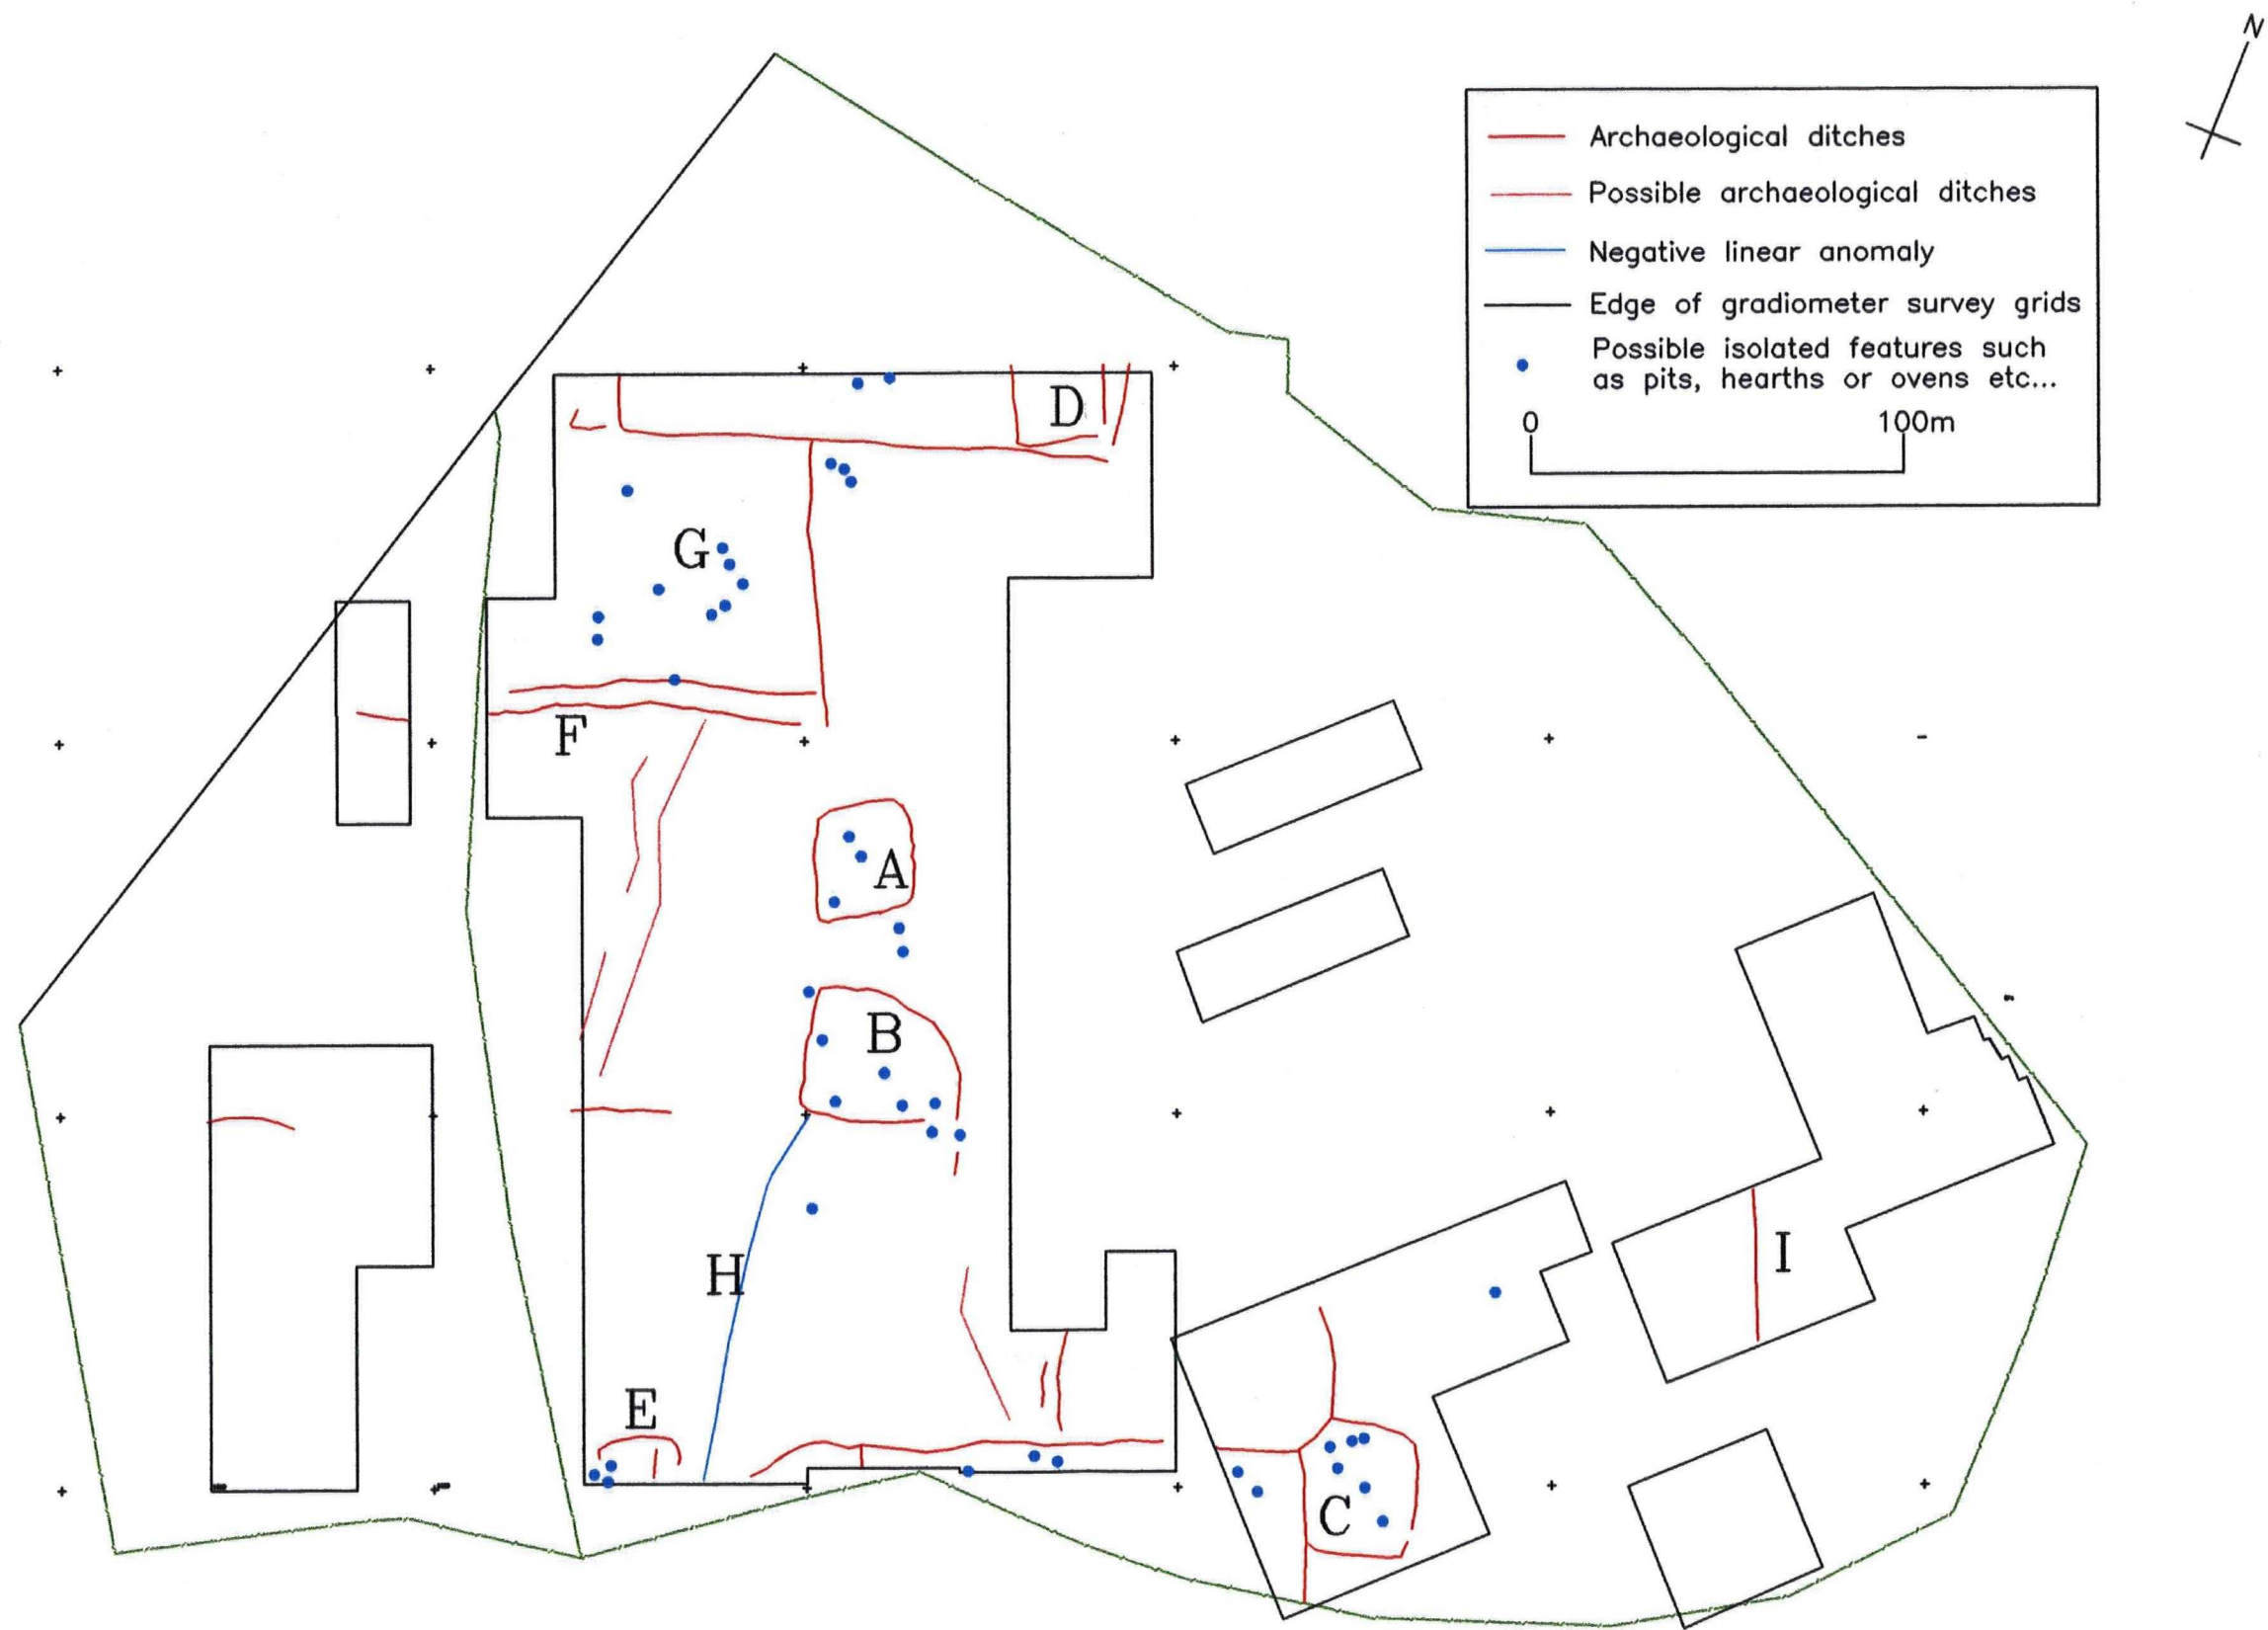 N
Archaeological ditches
Possible archaeological ditches
Negative linear anomaly
Edge of gradiometer survey grids
Possible isolated features such
as pits, hearths or ovens etc...
0 100m
D
G
F
A
B
H
I
E
C